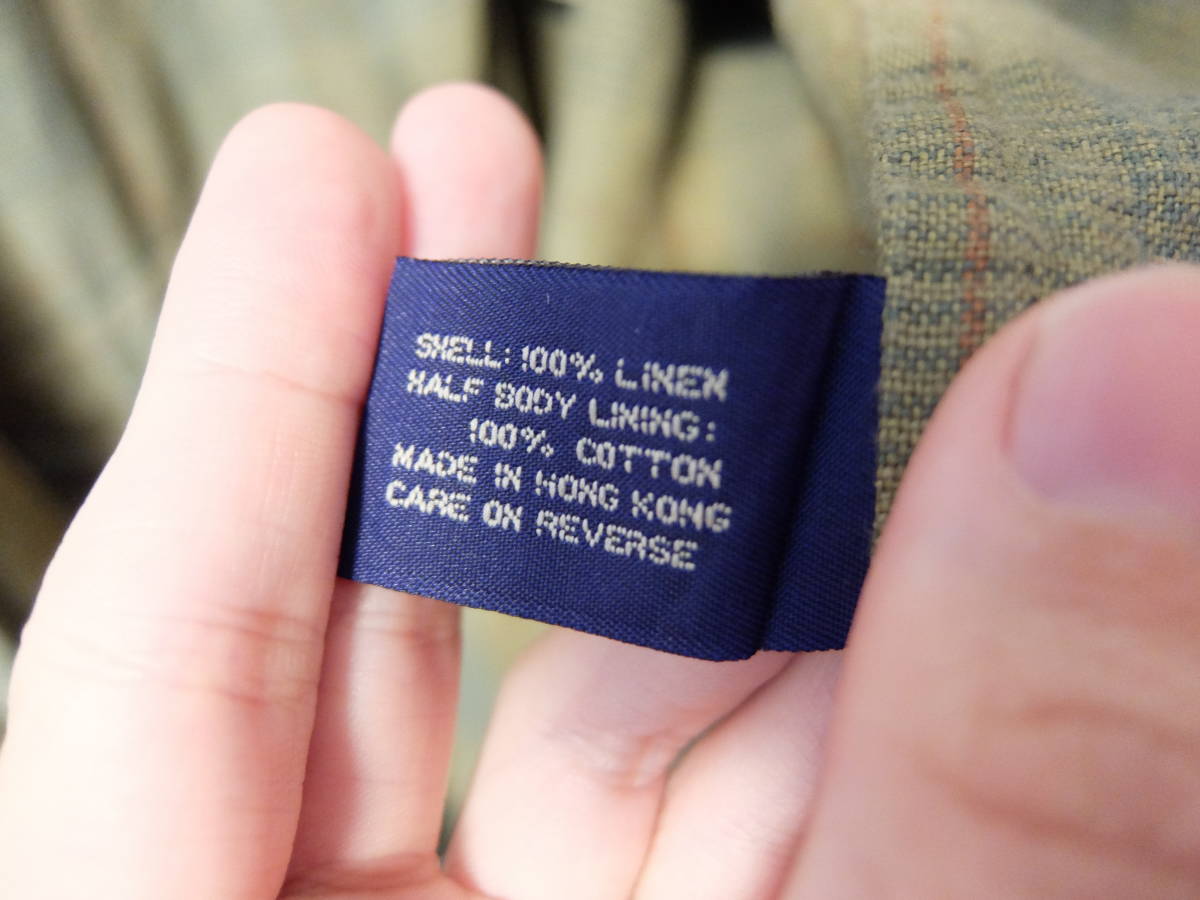 SHELL: 100% LINEN
HALF BODY LINING:
100% COTTON
MADE IN HONG KONG
CARE ON REVERSE